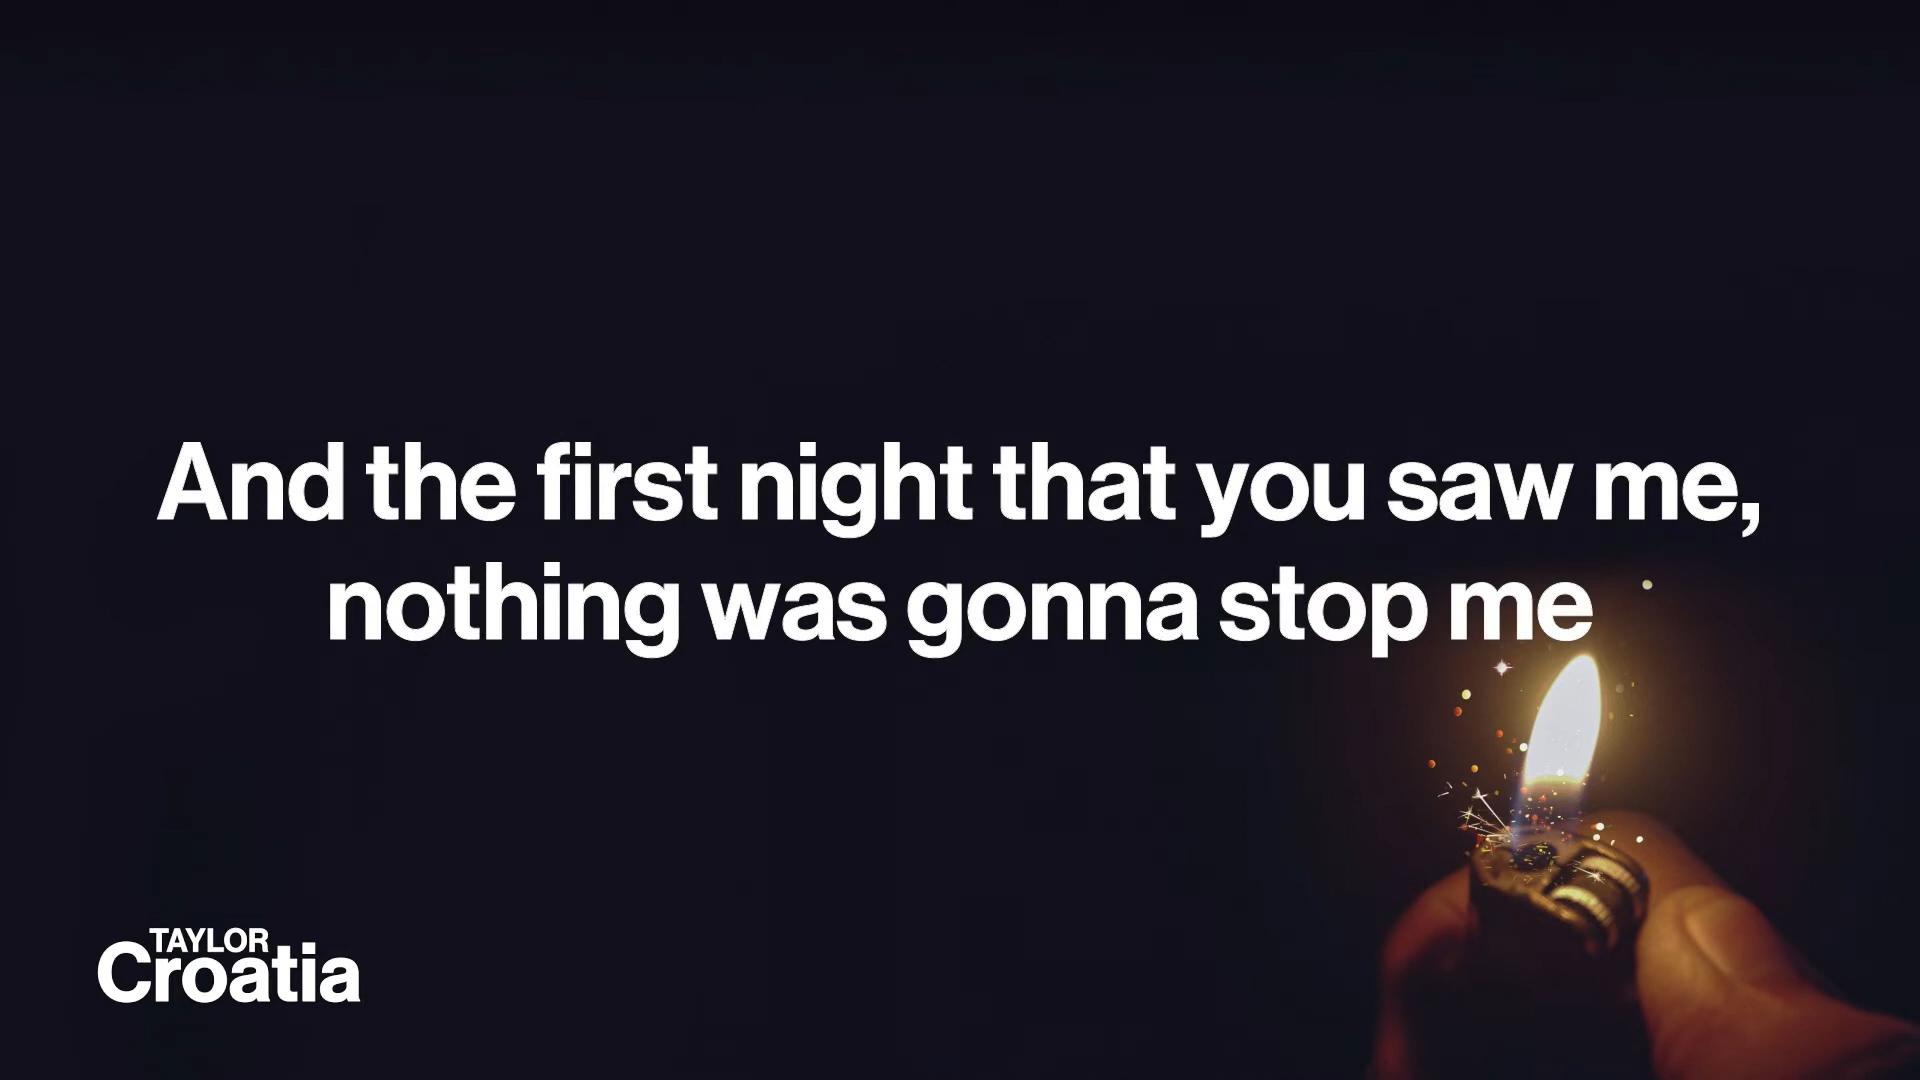 And the first night that you saw me,
nothing was gonna stop me
TAYLOR
Croatia